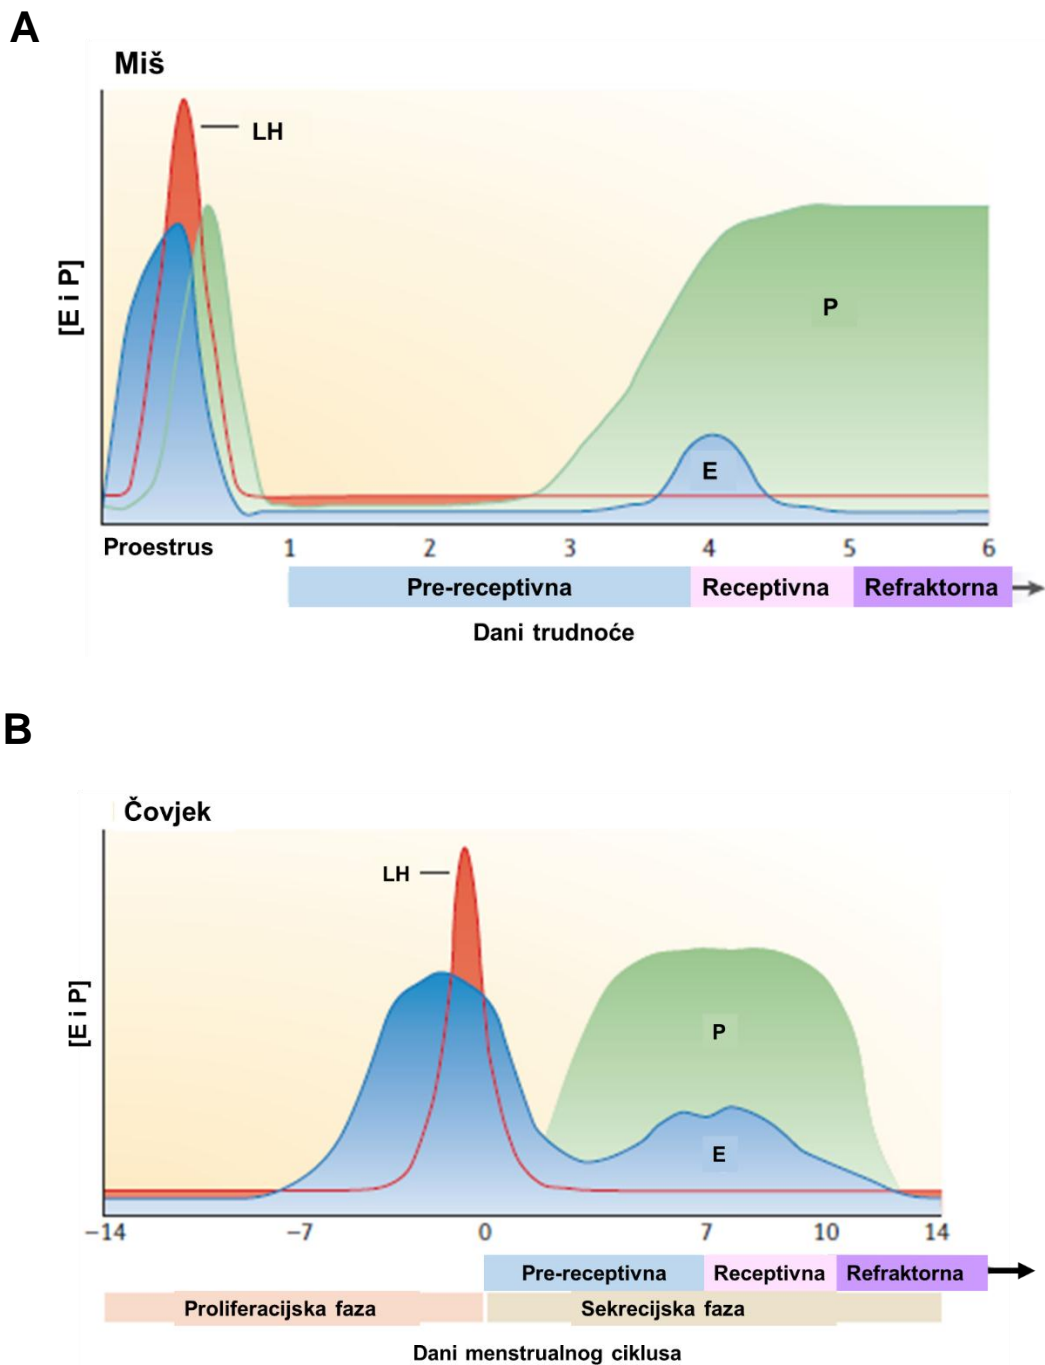 A
Miš
LH
[E i P]
P
E
Proestrus 1 2 3 4 5 6
Pre-receptivna Receptivna Refraktorna
Dani trudnoće
B
Čovjek
LH
[E i P]
P
E
−14 −7 0 7 10 14
Pre-receptivna Receptivna Refraktorna
Proliferacijska faza Sekrecijska faza
Dani menstrualnog ciklusa